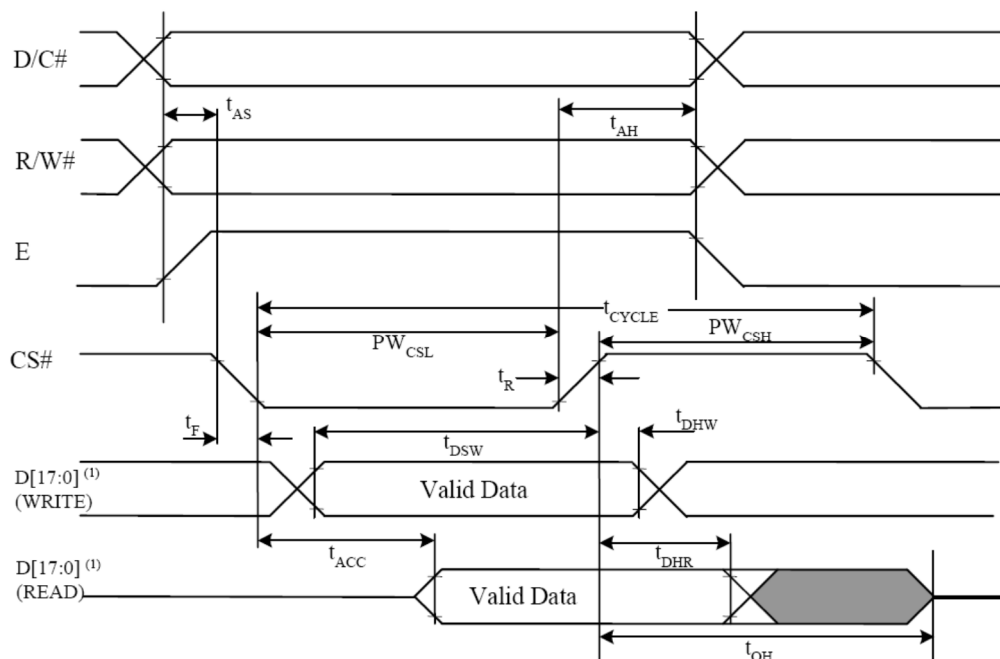 D/C#
tAS
tAH
R/W#
E
tCYCLE
PWCSL
PWCSH
CS#
tR
tF
tDSW
tDHW
D[17:0] (1)
(WRITE)
Valid Data
tACC
tDHR
D[17:0] (1)
(READ)
Valid Data
tOH